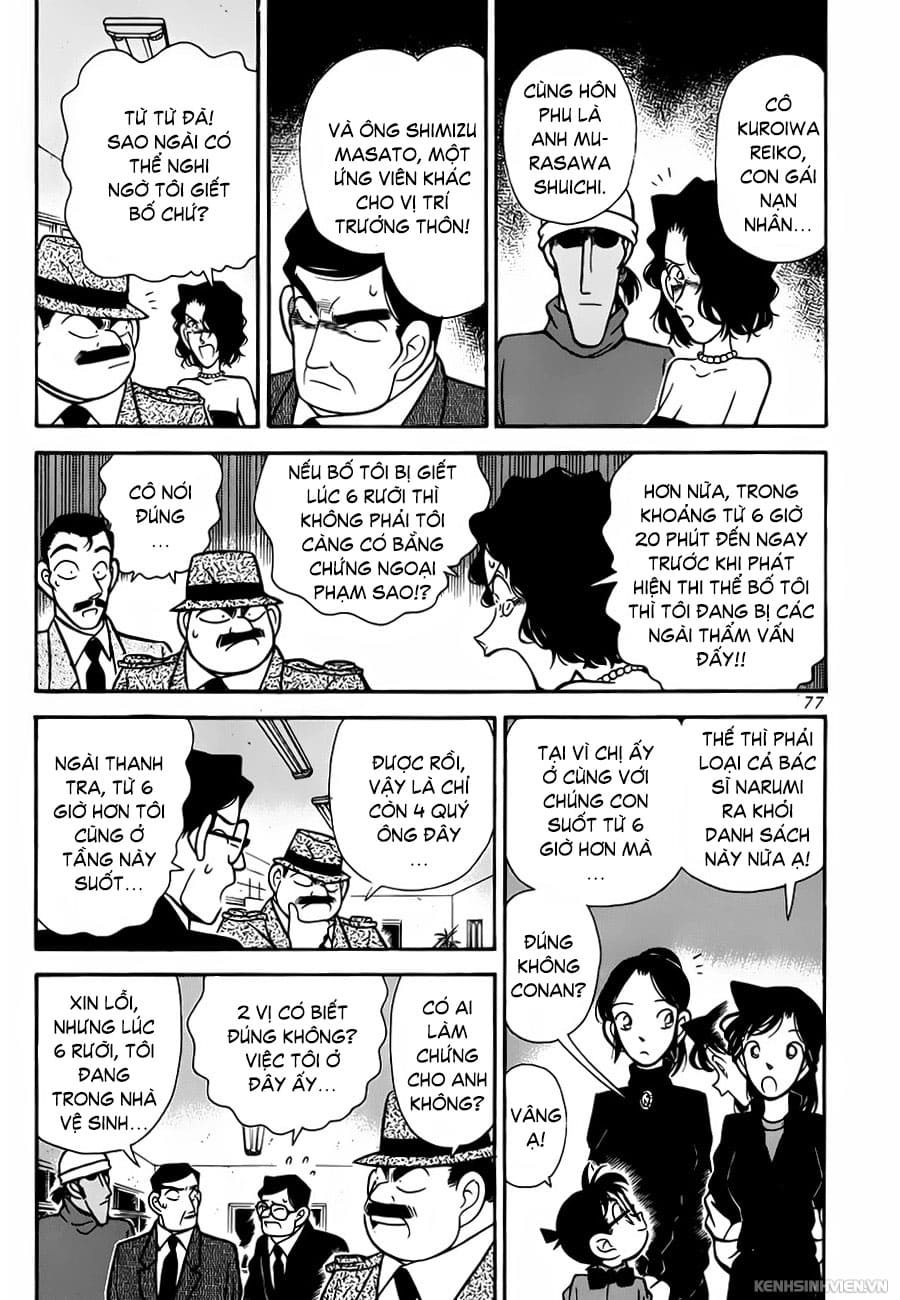 CÔ
KUROIWA
REIKO,
CON GÁI
NẠN
NHÂN...
CÙNG HÔN
PHU LÀ
ANH MU-
RASAWA
SHUICHI.
VÀ ÔNG SHIMIZU
MASATO, MỘT
ỨNG VIÊN KHÁC
CHO VỊ TRÍ
TRƯỞNG THÔN!
TỪ TỪ ĐÃ!
SAO NGÀI CÓ
THỂ NGHI
NGỜ TÔI GIẾT
BỐ CHỨ?
HƠN NỮA, TRONG
KHOẢNG TỪ 6 GIỜ
20 PHÚT ĐẾN NGAY
TRƯỚC KHI PHÁT
HIỆN THI THỂ BỐ TÔI
THÌ TÔI ĐANG BỊ CÁC
NGÀI THẨM VẤN
ĐẤY!!
NẾU BỐ TÔI BỊ GIẾT
LÚC 6 RƯỠI THÌ
KHÔNG PHẢI TÔI
CÀNG CÓ BẰNG
CHỨNG NGOẠI
PHẠM SAO!?
CÔ NÓI
ĐÚNG
...
77
THẾ THÌ PHẢI
LOẠI CẢ BÁC
SĨ NARUMI
RA KHỎI
DANH SÁCH
NÀY NỮA Ạ!
TẠI VÌ CHỊ ẤY
Ở CÙNG VỚI
CHÚNG CON
SUỐT TỪ 6
GIỜ HƠN MÀ
...
ĐÚNG
KHÔNG
CONAN?
VÂNG
Ạ!
ĐƯỢC RỒI,
VẬY LÀ CHỈ
CÒN 4 QUÝ
ÔNG ĐÂY
...
NGÀI THANH
TRA, TỪ 6
GIỜ HƠN TÔI
CŨNG Ở
TẦNG NÀY
SUỐT...
CÓ AI
LÀM
CHỨNG
CHO ANH
KHÔNG?
2 VỊ CÓ BIẾT
ĐÚNG KHÔNG?
VIỆC TÔI Ở
ĐÂY ẤY...
XIN LỖI,
NHƯNG LÚC
6 RƯỠI, TÔI
ĐANG
TRONG NHÀ
VỆ SINH...
KENHSINHVIEN.VN